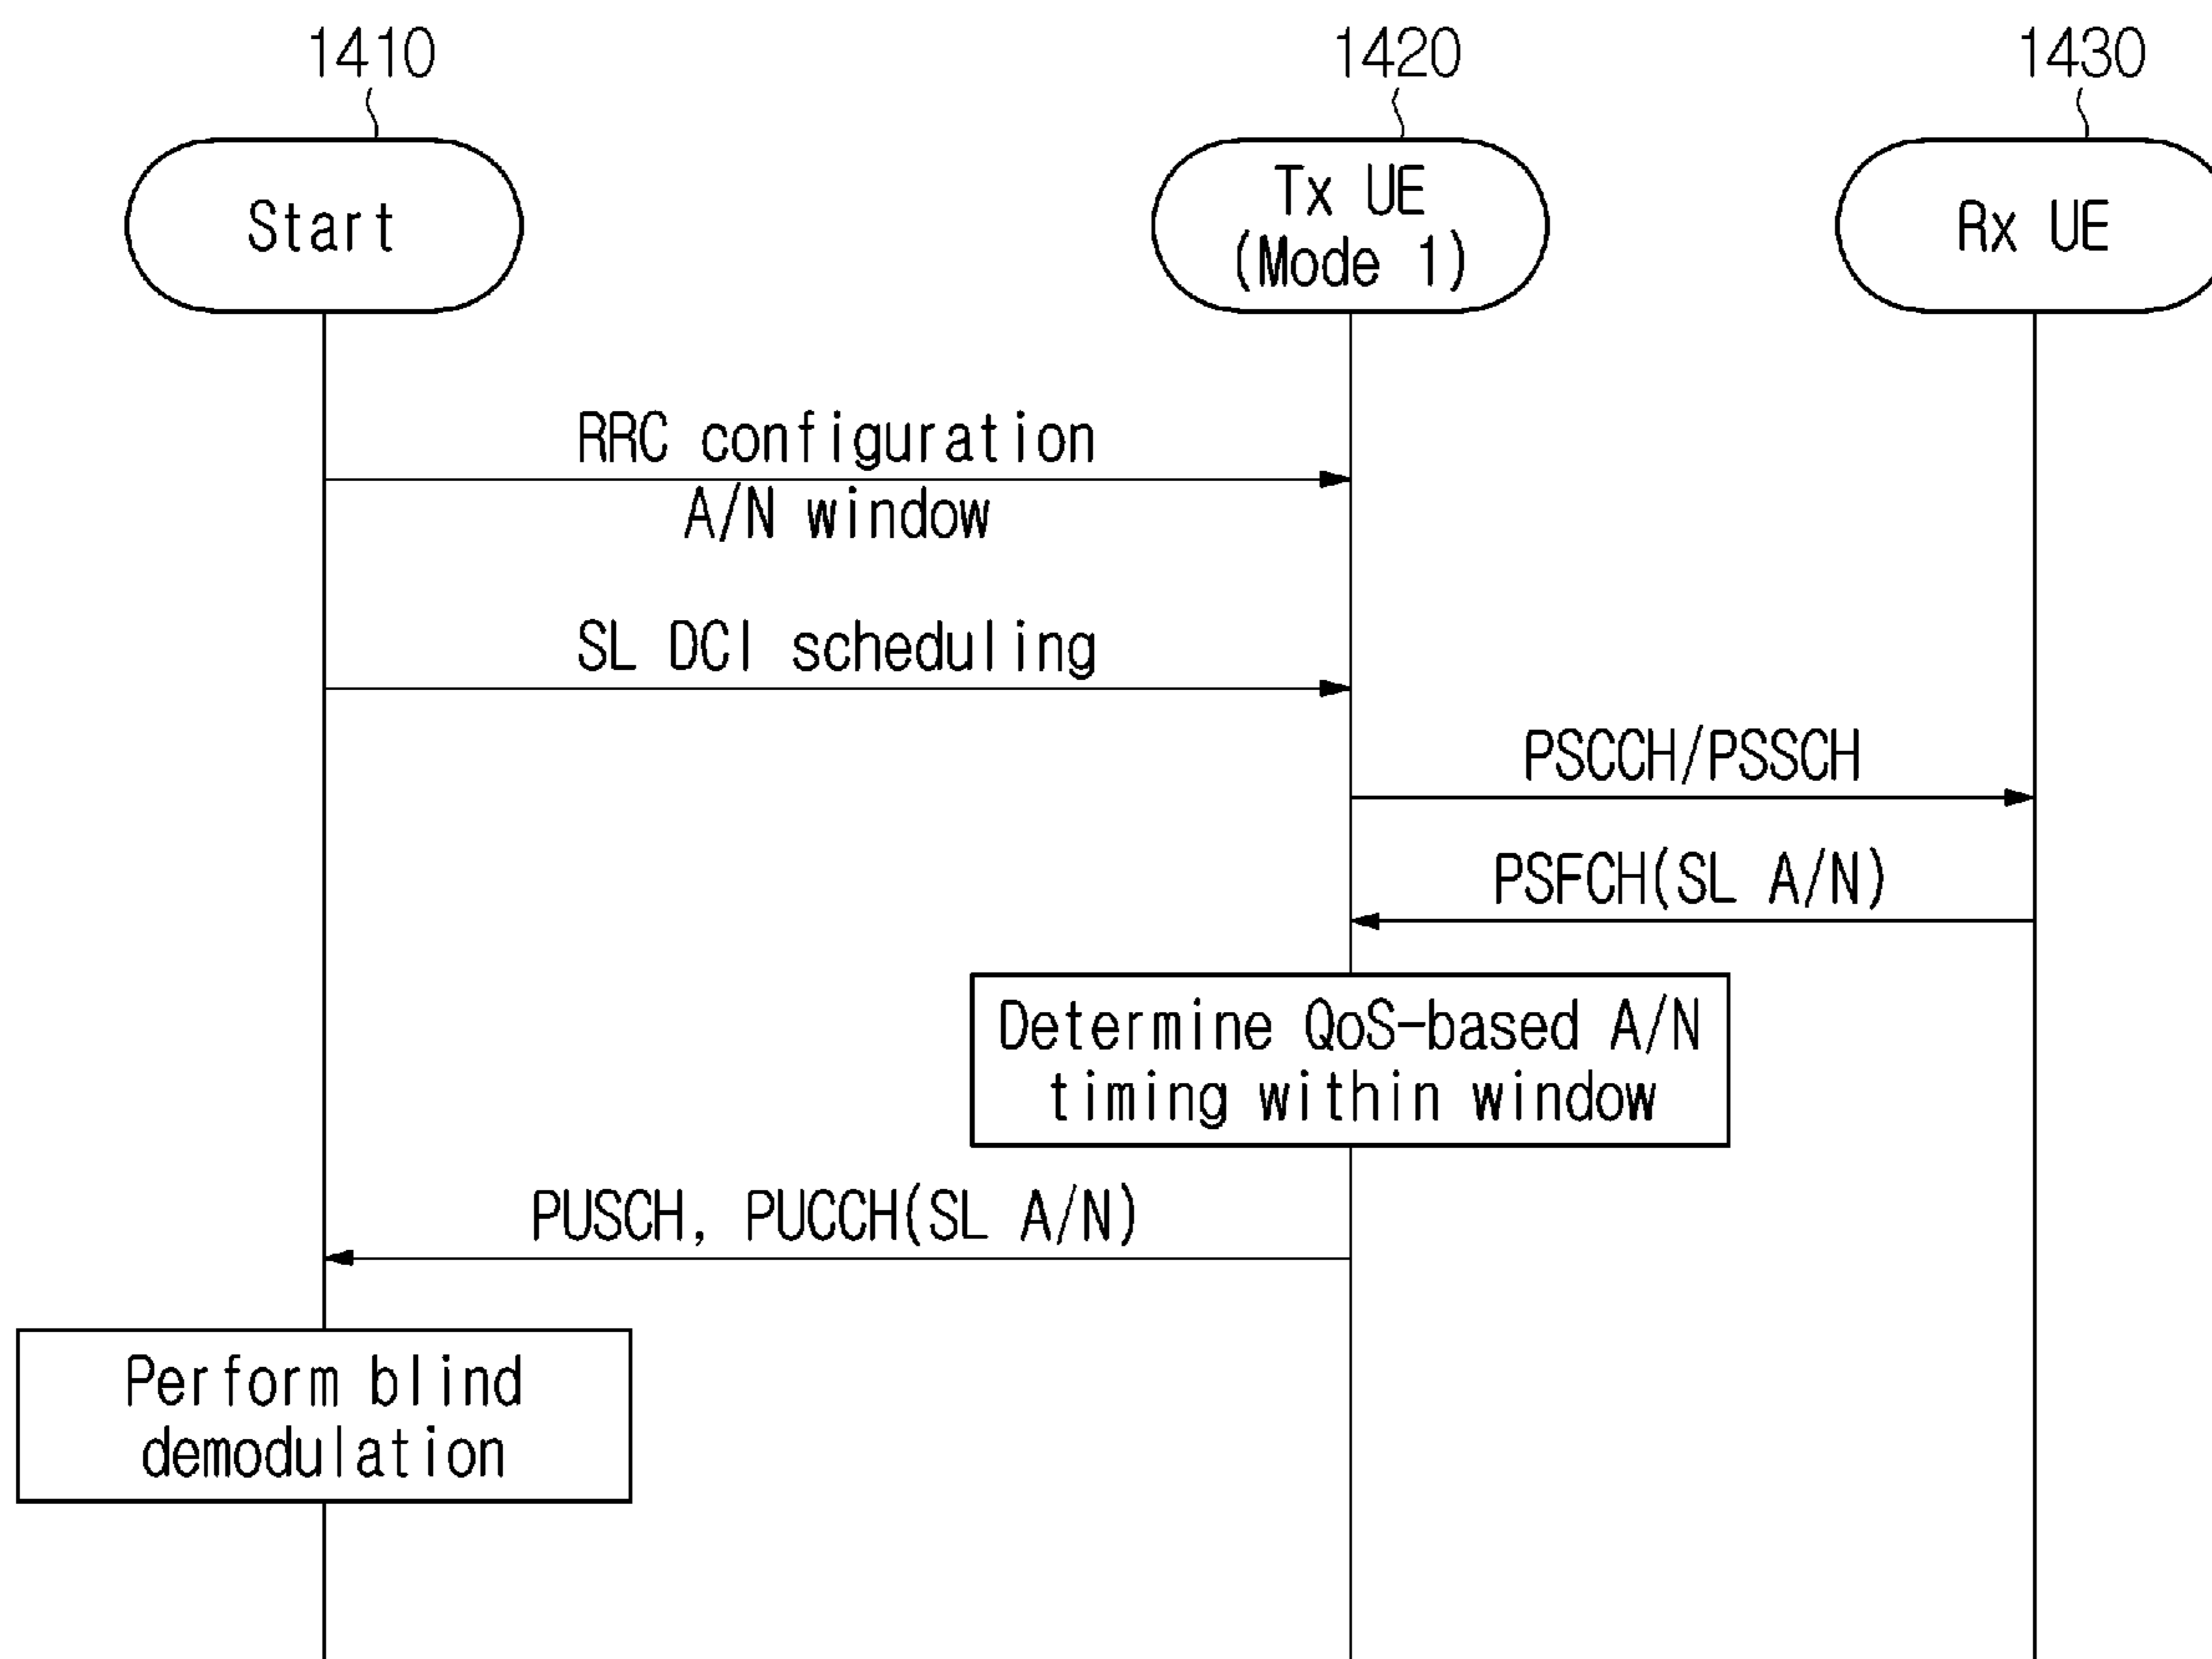 1410
1420
1430
Start
Tx UE
(Mode 1)
Rx UE
RRC configuration
A/N window
SL DCI scheduling
PSCCH/PSSCH
PSFCH(SL A/N)
Determine QoS-based A/N
timing within window
PUSCH, PUCCH(SL A/N)
Perform blind
demodulation